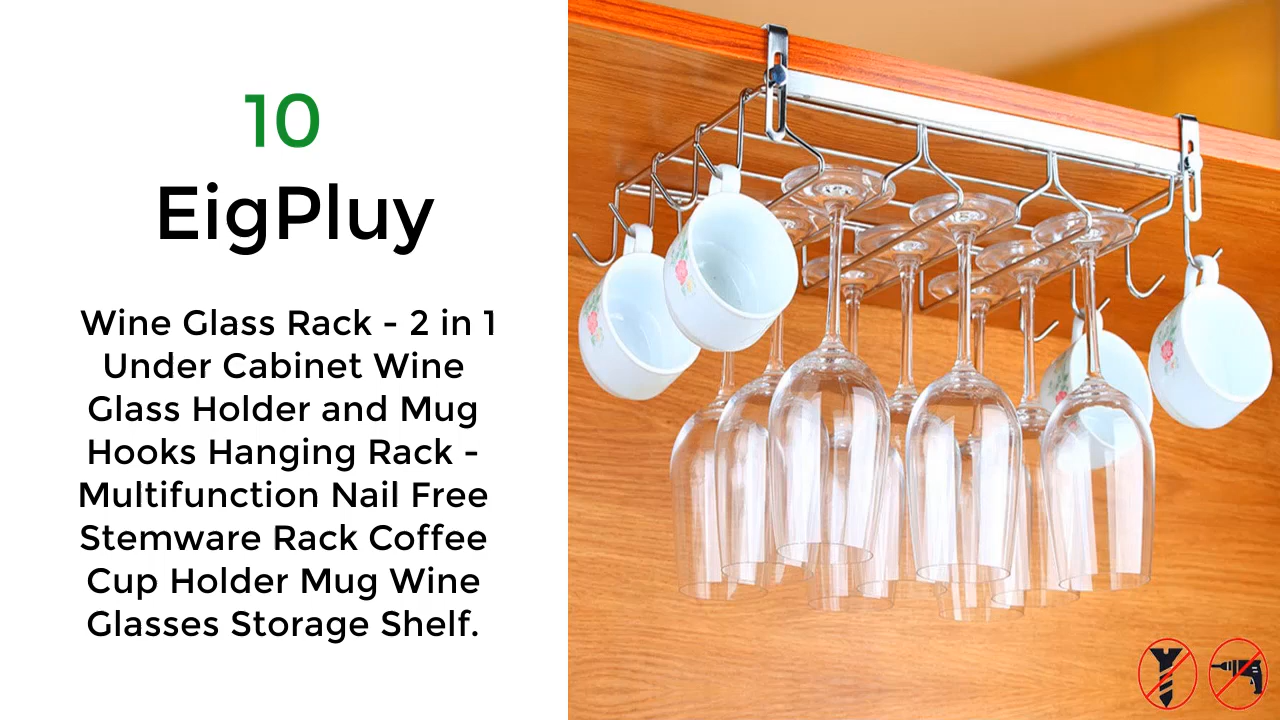 10
EigPluy
Wine Glass Rack - 2 in 1
Under Cabinet Wine
Glass Holder and Mug
Hooks Hanging Rack -
Multifunction Nail Free
Stemware Rack Coffee
Cup Holder Mug Wine
Glasses Storage Shelf.